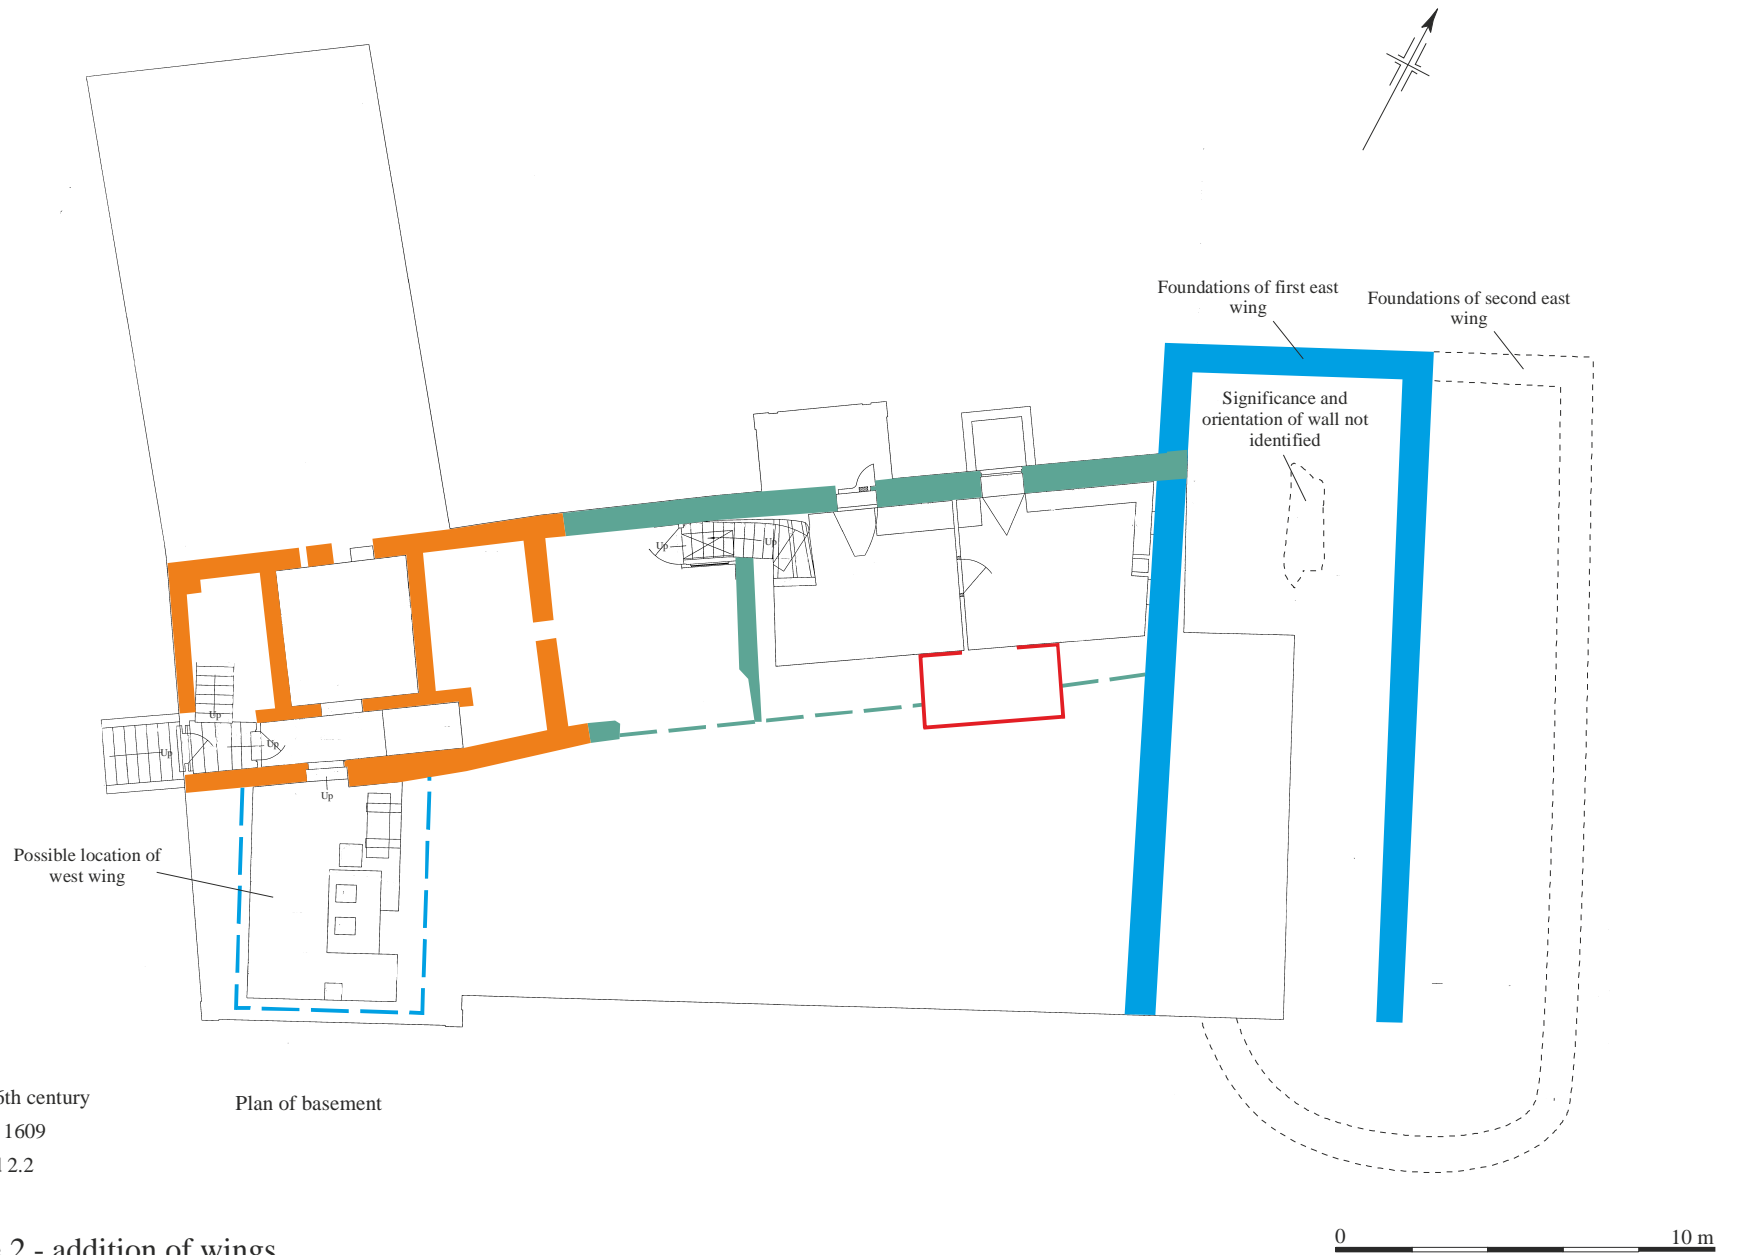 Foundations of first east
wing
Foundations of second east
wing
Significance and
orientation of wall not
identified
Up
Up
Up
Up
Up
Up
Possible location of
west wing
6th century
1609
2.2
Plan of basement
2 - addition of wings
0
10 m